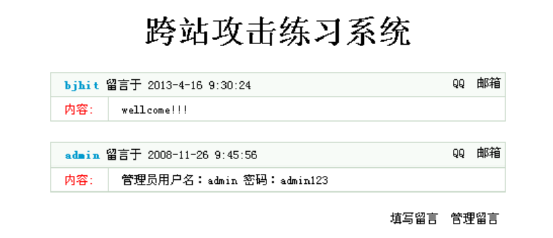 跨站攻击练习系统
bjhit 留言于 2013-4-16 9:30:24 QQ 邮箱
内容: wellcome!!!
admin 留言于 2008-11-26 9:45:56 QQ 邮箱
内容: 管理员用户名：admin 密码：admin123
填写留言 管理留言